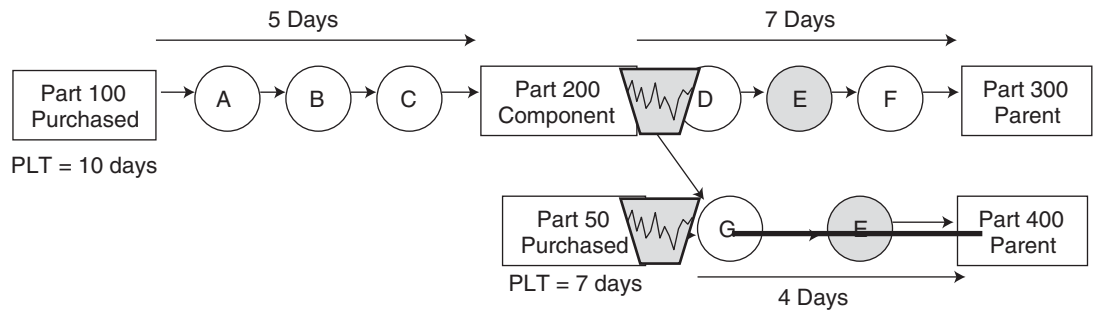 5 Days
7 Days
Part 100
Purchased
A
B
C
Part 200
Component
D
E
F
Part 300
Parent
PLT = 10 days
Part 50
Purchased
G
E
Part 400
Parent
PLT = 7 days
4 Days